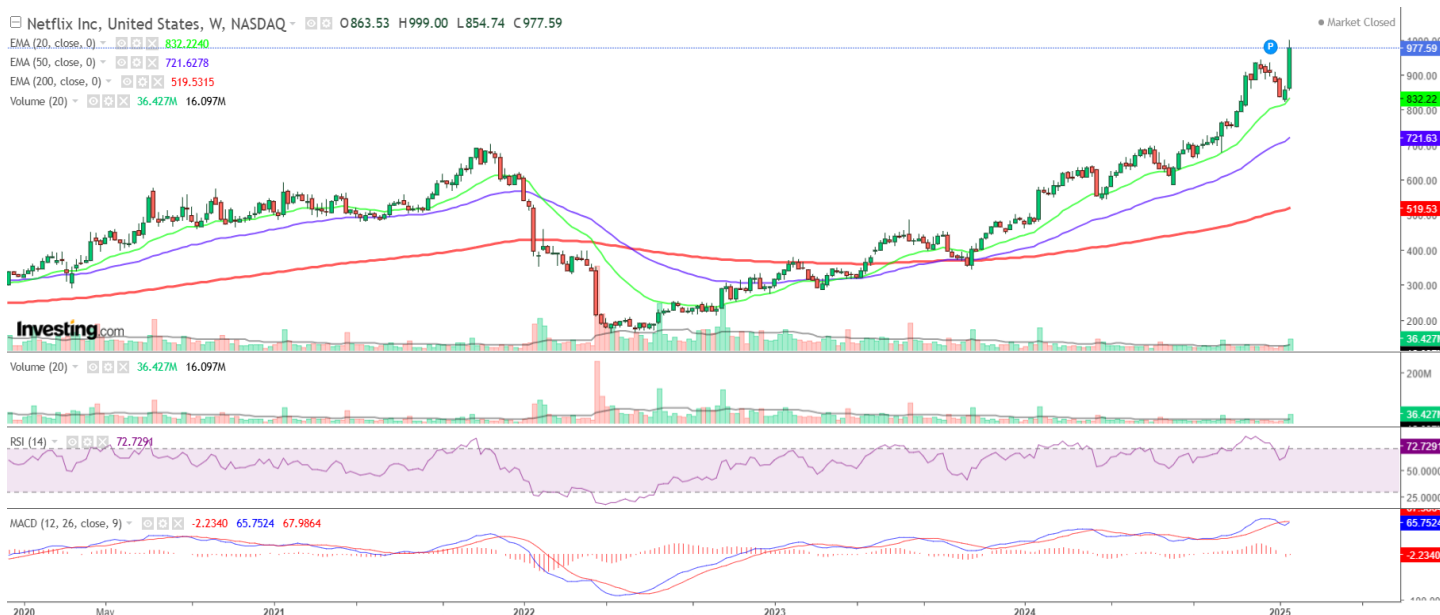 Netflix Inc, United States, W, NASDAQ O863.53 H999.00 L854.74 C977.59
Market Closed
EMA (20, close, 0) 832.2240
EMA (50, close, 0) 721.6278
EMA (200, close, 0) 519.5315
Volume (20) 36.427M 16.097M
P
977.59
900.00
832.22
800.00
721.63
700.00
600.00
519.53
400.00
300.00
200.00
Investing.com
36.427M
Volume (20) 36.427M 16.097M
200M
36.427M
RSI (14) 72.7291
72.7291
50.0000
25.0000
MACD (12, 26, close, 9) -2.2340 65.7524 67.9864
65.7524
-2.2340
2020 May 2021 2022 2023 2024 2025